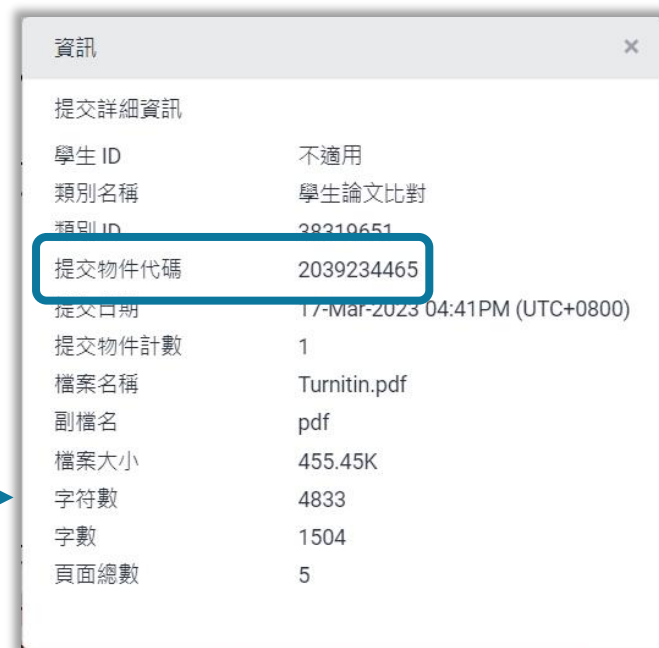 資訊 ×
提交詳細資訊
學生 ID 不適用
類別名稱 學生論文比對
類別 ID 38319651
提交物件代碼 2039234465
提交日期 17-Mar-2023 04:41PM (UTC+0800)
提交物件計數 1
檔案名稱 Turnitin.pdf
副檔名 pdf
檔案大小 455.45K
字符數 4833
字數 1504
頁面總數 5